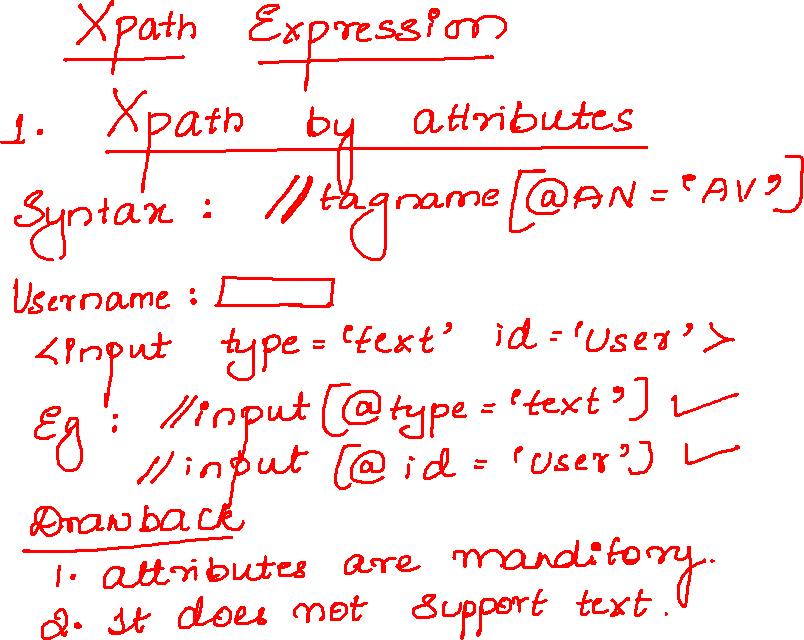 Xpath Expression
1. Xpath by attributes
Syntax : //tagname[@AN = 'AV']
Username :
<input type = 'text' id = 'User'>
Eg : //input[@type = 'text']
//input [@ id = 'User']
Drawback
1. attributes are manditory.
2. It does not support text.